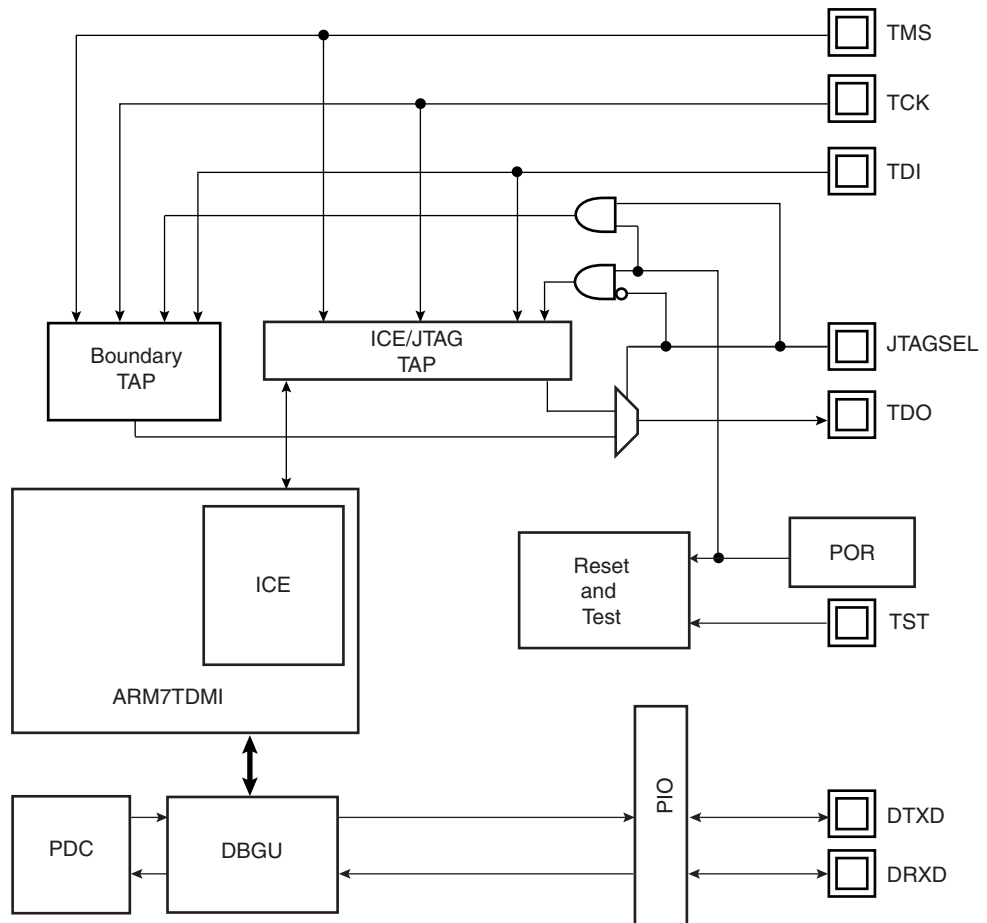 TMS
TCK
TDI
Boundary
TAP
ICE/JTAG
TAP
JTAGSEL
TDO
ICE
ARM7TDMI
Reset
and
Test
POR
TST
PDC
DBGU
PIO
DTXD
DRXD